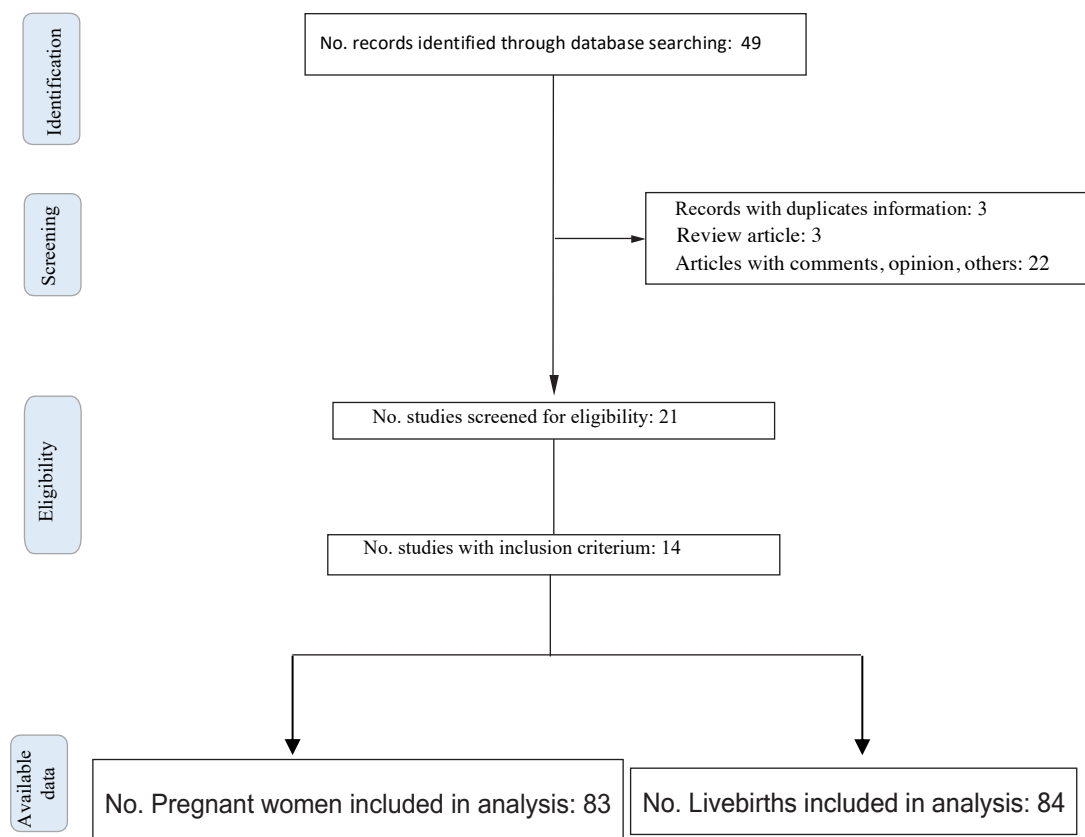 Identification
No. records identified through database searching: 49
Screening
Records with duplicates information: 3
Review article: 3
Articles with comments, opinion, others: 22
Eligibility
No. studies screened for eligibility: 21
No. studies with inclusion criterium: 14
Available
data
No. Pregnant women included in analysis: 83
No. Livebirths included in analysis: 84